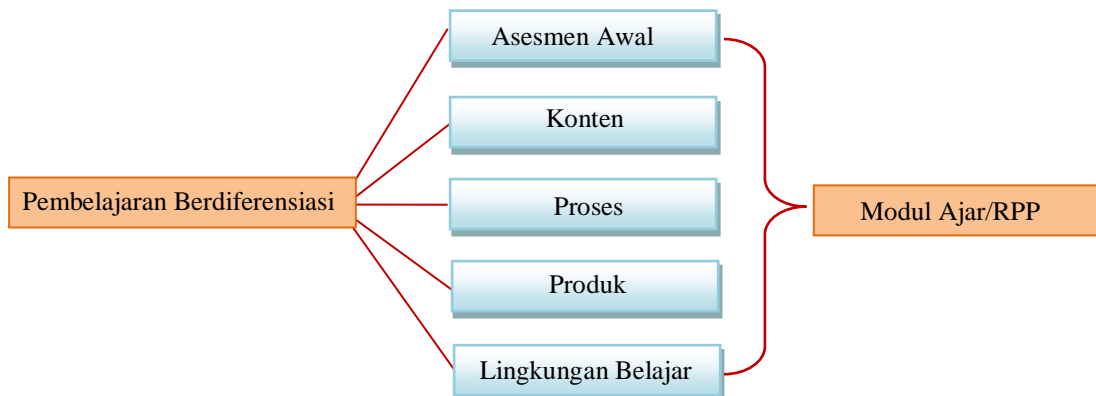 Asesmen Awal
Konten
Pembelajaran Berdiferensiasi
Proses
Modul Ajar/RPP
Produk
Lingkungan Belajar